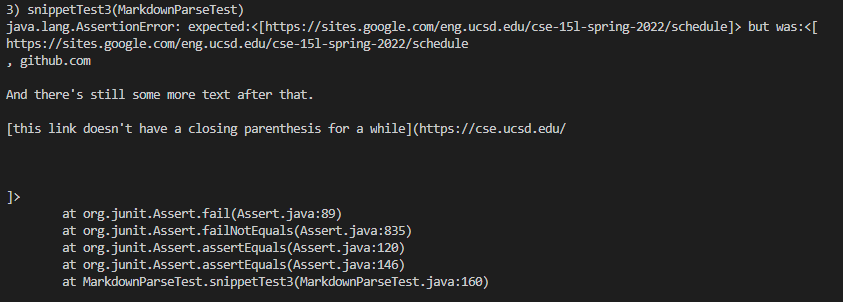 3) snippetTest3(MarkdownParseTest)
java.lang.AssertionError: expected:<[https://sites.google.com/eng.ucsd.edu/cse-15l-spring-2022/schedule]> but was:<[
https://sites.google.com/eng.ucsd.edu/cse-15l-spring-2022/schedule
, github.com
And there's still some more text after that.
[this link doesn't have a closing parenthesis for a while](https://cse.ucsd.edu/
]>
at org.junit.Assert.fail(Assert.java:89)
at org.junit.Assert.failNotEquals(Assert.java:835)
at org.junit.Assert.assertEquals(Assert.java:120)
at org.junit.Assert.assertEquals(Assert.java:146)
at MarkdownParseTest.snippetTest3(MarkdownParseTest.java:160)